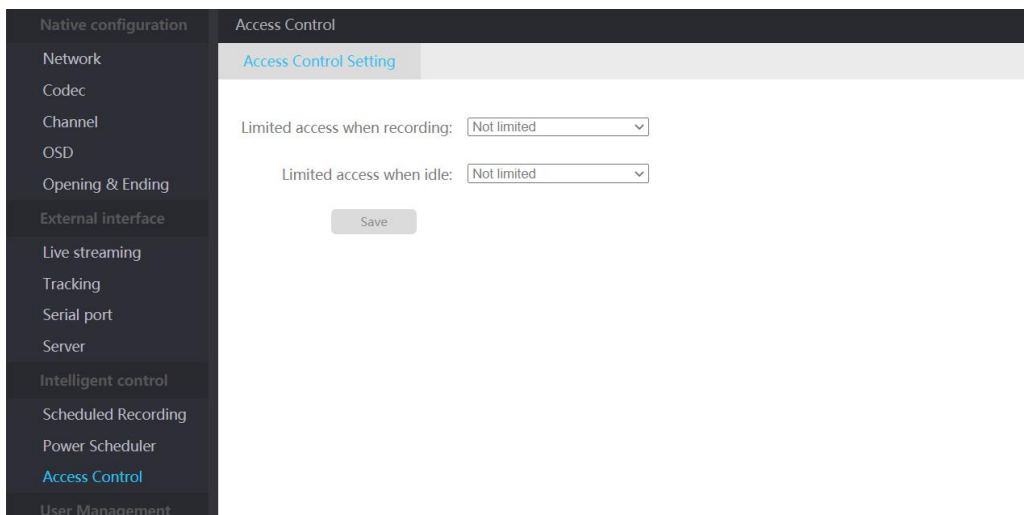 Native configuration
Network
Codec
Channel
OSD
Opening & Ending
External interface
Live streaming
Tracking
Serial port
Server
Intelligent control
Scheduled Recording
Power Scheduler
Access Control
User Management
Access Control
Access Control Setting
Limited access when recording: Not limited
Limited access when idle: Not limited
Save